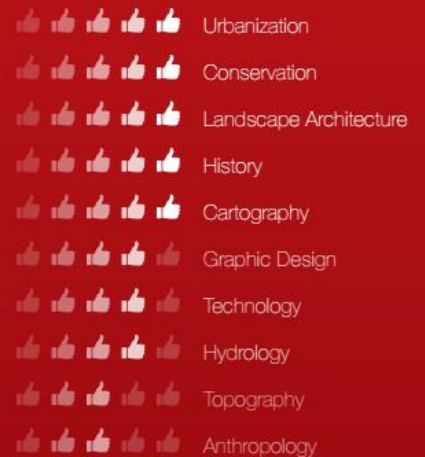 Urbanization
Conservation
Landscape Architecture
History
Cartography
Graphic Design
Technology
Hydrology
Topography
Anthropology